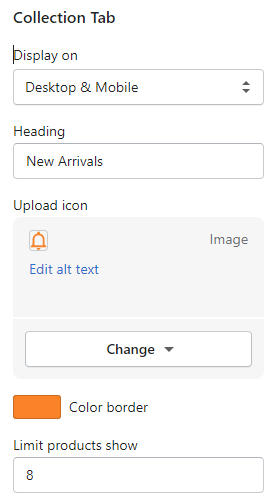 Collection Tab
Display on
Desktop & Mobile
Heading
New Arrivals
Upload icon
Image
Edit alt text
Change
Color border
Limit products show
8